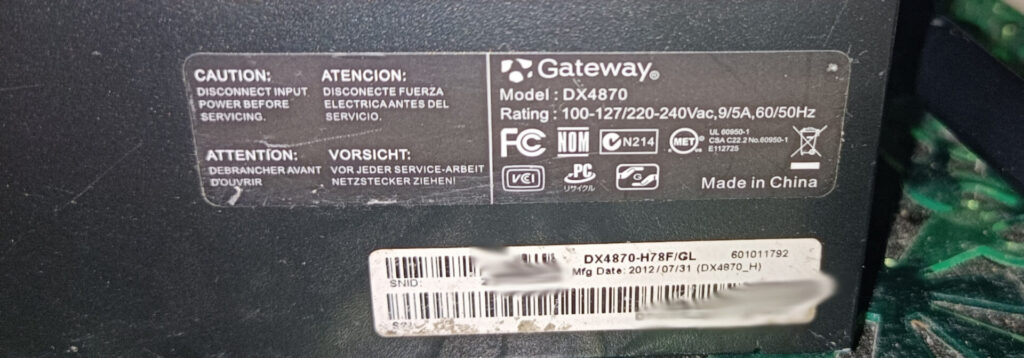 CAUTION:
DISCONNECT INPUT
POWER BEFORE
SERVICING.
ATENCION:
DISCONECTE FUERZA
ELECTRICAANTES DEL
SERVICIO.
ATTENTION:
DEBRANCHER AVANT
D'OUVRIR
VORSICHT:
VOR JEDER SERVICE-ARBEIT
NETZSTECKER ZIEHEN!
Gateway®
Model : DX4870
Rating : 100-127/220-240Vac,9/5A,60/50Hz
FC NOM N214 MET UL 60950-1
CSA C22.2 No.60950-1
E112725
VCI PC G
リサイクル
Made in China
DX4870-H78F/GL 601011792
SNID: Mfg Date: 2012/07/31 (DX4870_H)